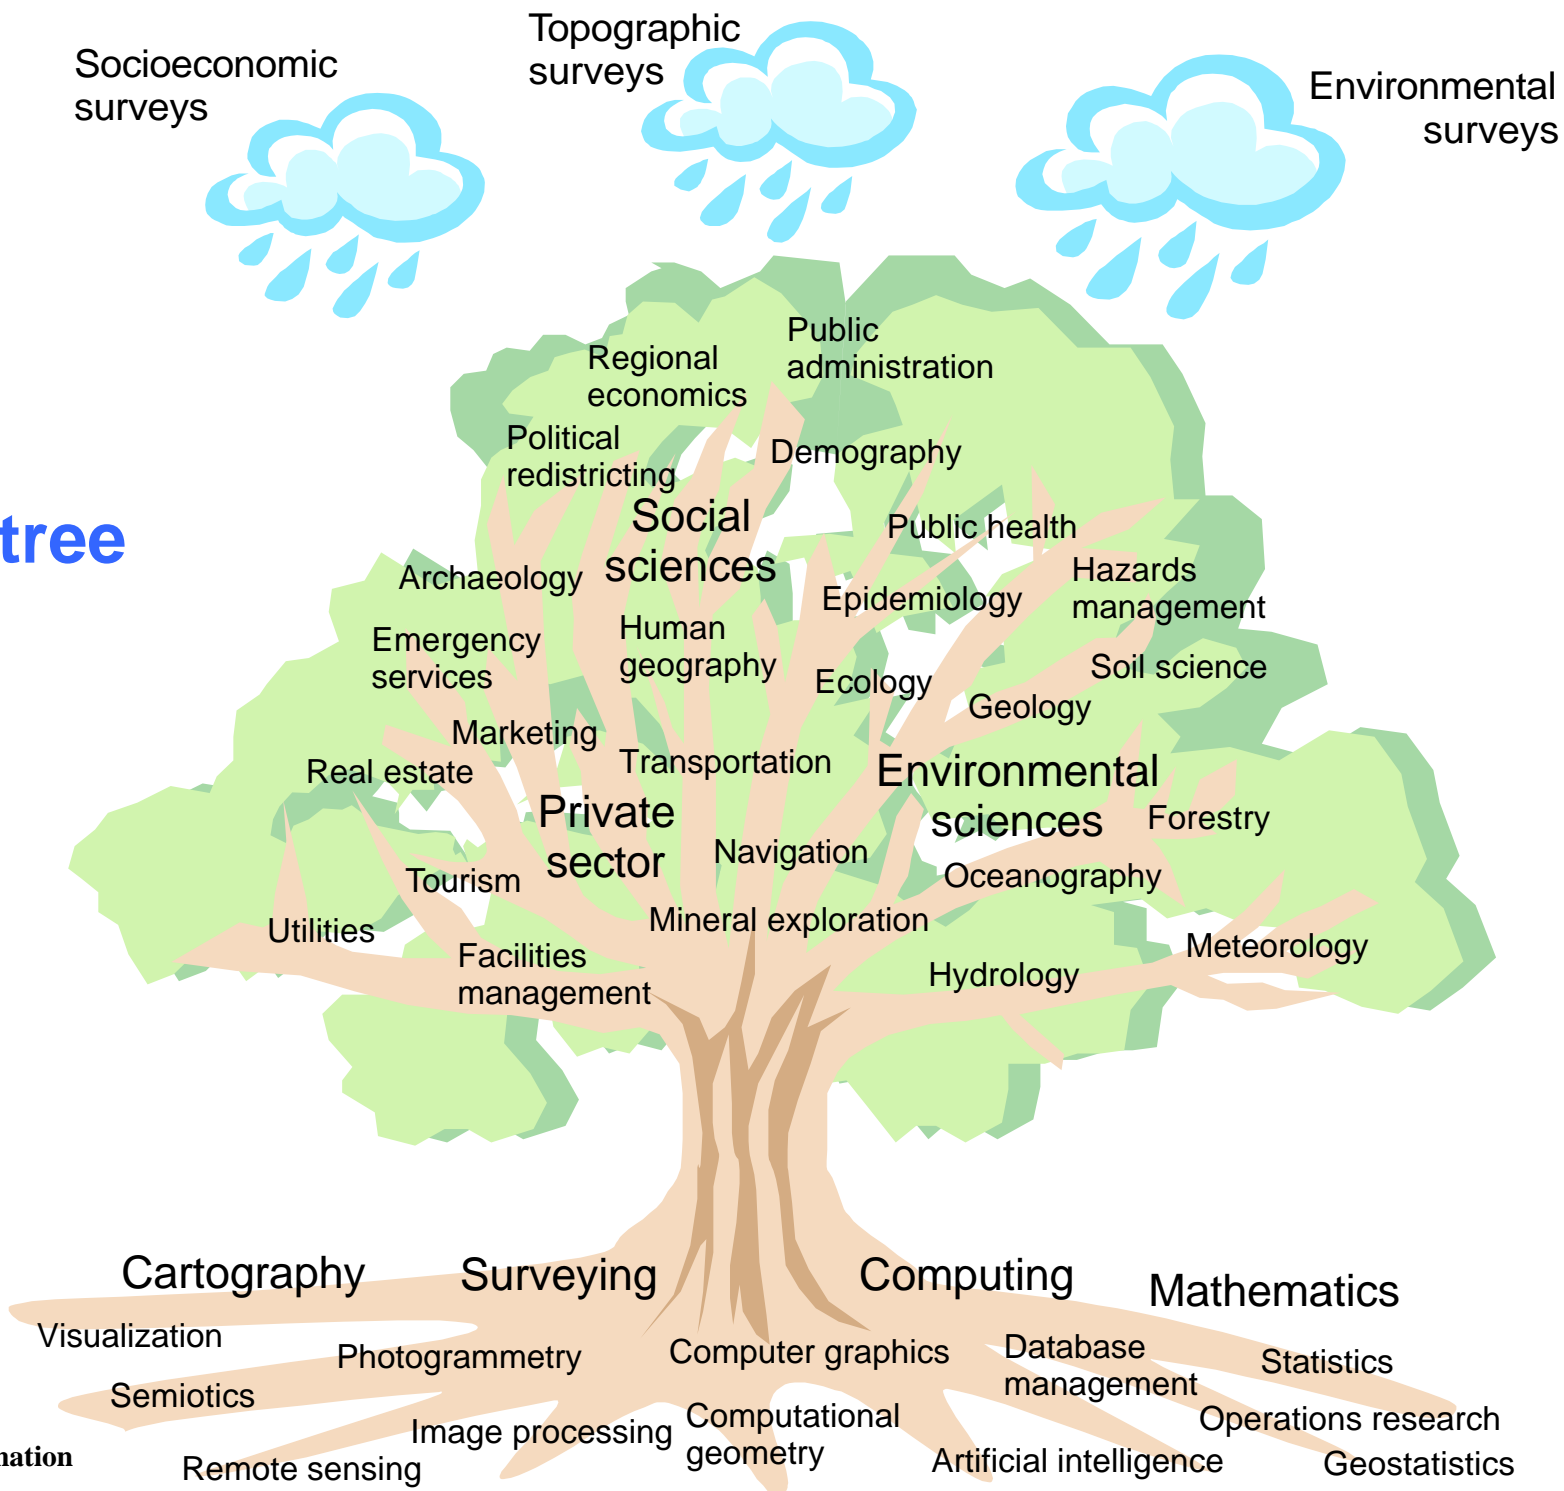 Topographic
surveys
Socioeconomic
surveys
Environmental
surveys
Public
administration
Regional
economics
Political
redistricting
Demography
Social
sciences
Public health
tree
Archaeology
Hazards
management
Epidemiology
Human
geography
Emergency
services
Soil science
Ecology
Geology
Marketing
Transportation
Real estate
Environmental
sciences
Private
sector
Forestry
Navigation
Tourism
Oceanography
Mineral exploration
Utilities
Meteorology
Facilities
management
Hydrology
Cartography
Surveying
Computing
Mathematics
Visualization
Photogrammetry
Computer graphics
Database
management
Statistics
Semiotics
Image processing
Computational
geometry
Operations research
Remote sensing
Artificial intelligence
Geostatistics